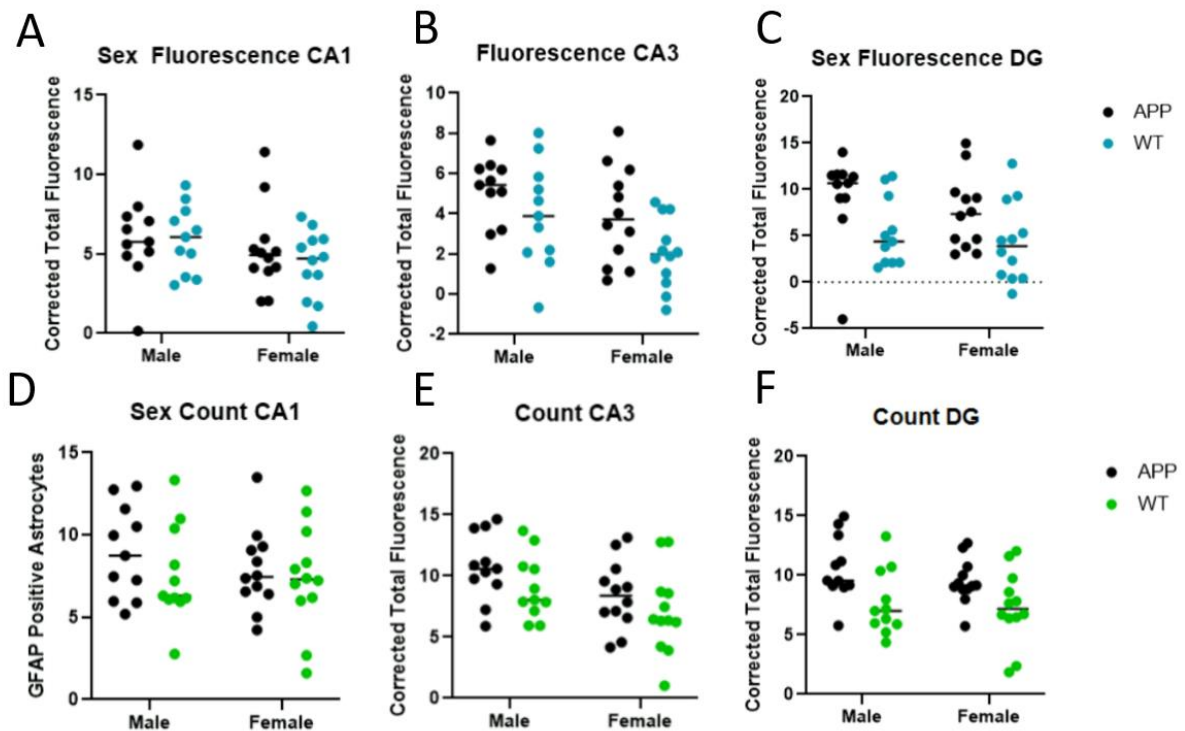 A
Sex Fluorescence CA1
Corrected Total Fluorescence
15
10
5
0
Male
Female
B
Fluorescence CA3
Corrected Total Fluorescence
10
8
6
4
2
0
-2
Male
Female
C
Sex Fluorescence DG
Corrected Total Fluorescence
20
15
10
5
0
-5
Male
Female
APP
WT
D
Sex Count CA1
GFAP Positive Astrocytes
15
10
5
0
Male
Female
E
Count CA3
Corrected Total Fluorescence
20
15
10
5
0
Male
Female
F
Count DG
Corrected Total Fluorescence
20
15
10
5
0
Male
Female
APP
WT